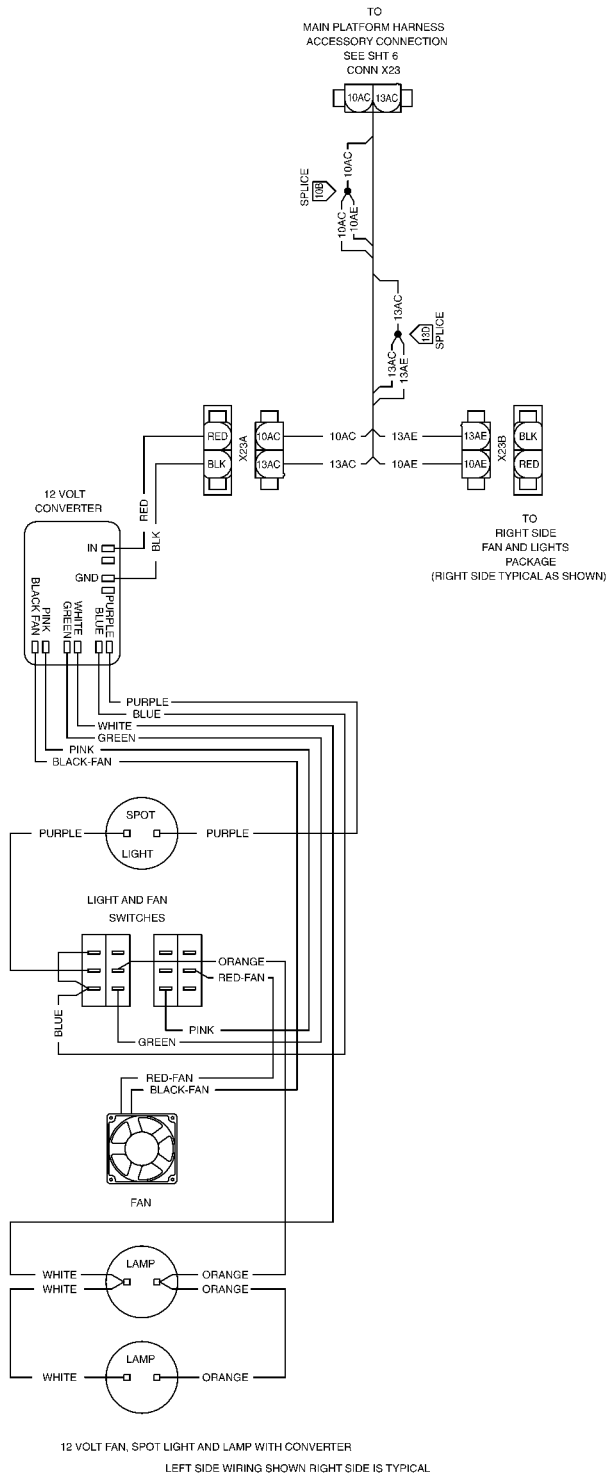 TO
MAIN PLATFORM HARNESS
ACCESSORY CONNECTION
SEE SHT 6
CONN X23
10AC 13AC
10AC
SPLICE
10B
10AC
10AE
13AC
13D
SPLICE
13AC
13AE
RED
X23A
10AC
10AC
13AE
13AE
X23B
BLK
BLK
13AC
13AC
10AE
10AE
RED
12 VOLT
CONVERTER
RED
BLK
TO
RIGHT SIDE
FAN AND LIGHTS
PACKAGE
(RIGHT SIDE TYPICAL AS SHOWN)
IN
GND
BLACK FAN
PINK
GREEN
WHITE
BLUE
PURPLE
PURPLE
BLUE
WHITE
GREEN
PINK
BLACK-FAN
SPOT
PURPLE
PURPLE
LIGHT
LIGHT AND FAN
SWITCHES
ORANGE
RED-FAN
BLUE
PINK
GREEN
RED-FAN
BLACK-FAN
FAN
LAMP
WHITE
ORANGE
WHITE
ORANGE
LAMP
WHITE
ORANGE
12 VOLT FAN, SPOT LIGHT AND LAMP WITH CONVERTER
LEFT SIDE WIRING SHOWN RIGHT SIDE IS TYPICAL